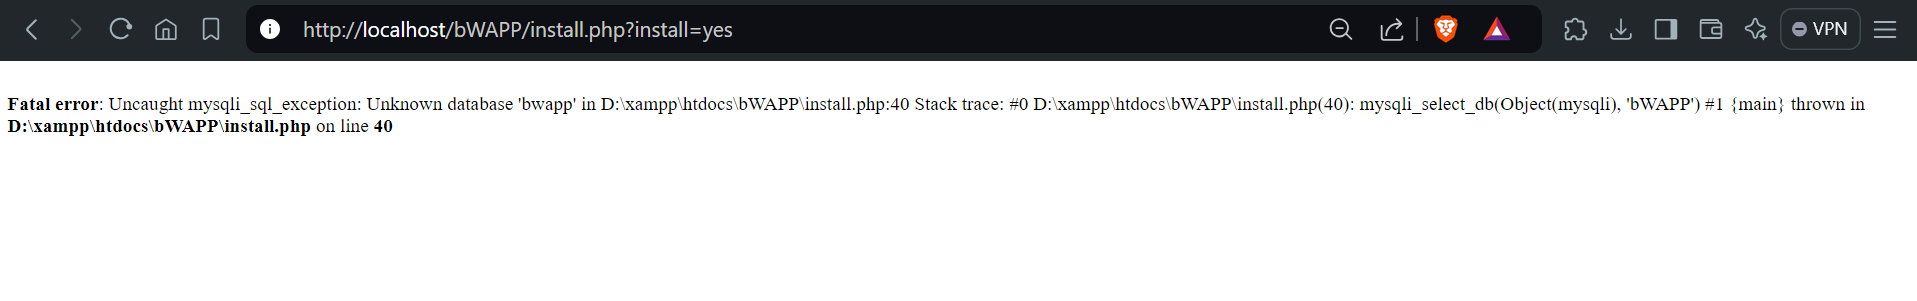 http://localhost/bWAPP/install.php?install=yes
VPN
Fatal error: Uncaught mysqli_sql_exception: Unknown database 'bwapp' in D:\xampp\htdocs\bWAPP\install.php:40 Stack trace: #0 D:\xampp\htdocs\bWAPP\install.php(40): mysqli_select_db(Object(mysqli), 'bWAPP') #1 {main} thrown in
D:\xampp\htdocs\bWAPP\install.php on line 40